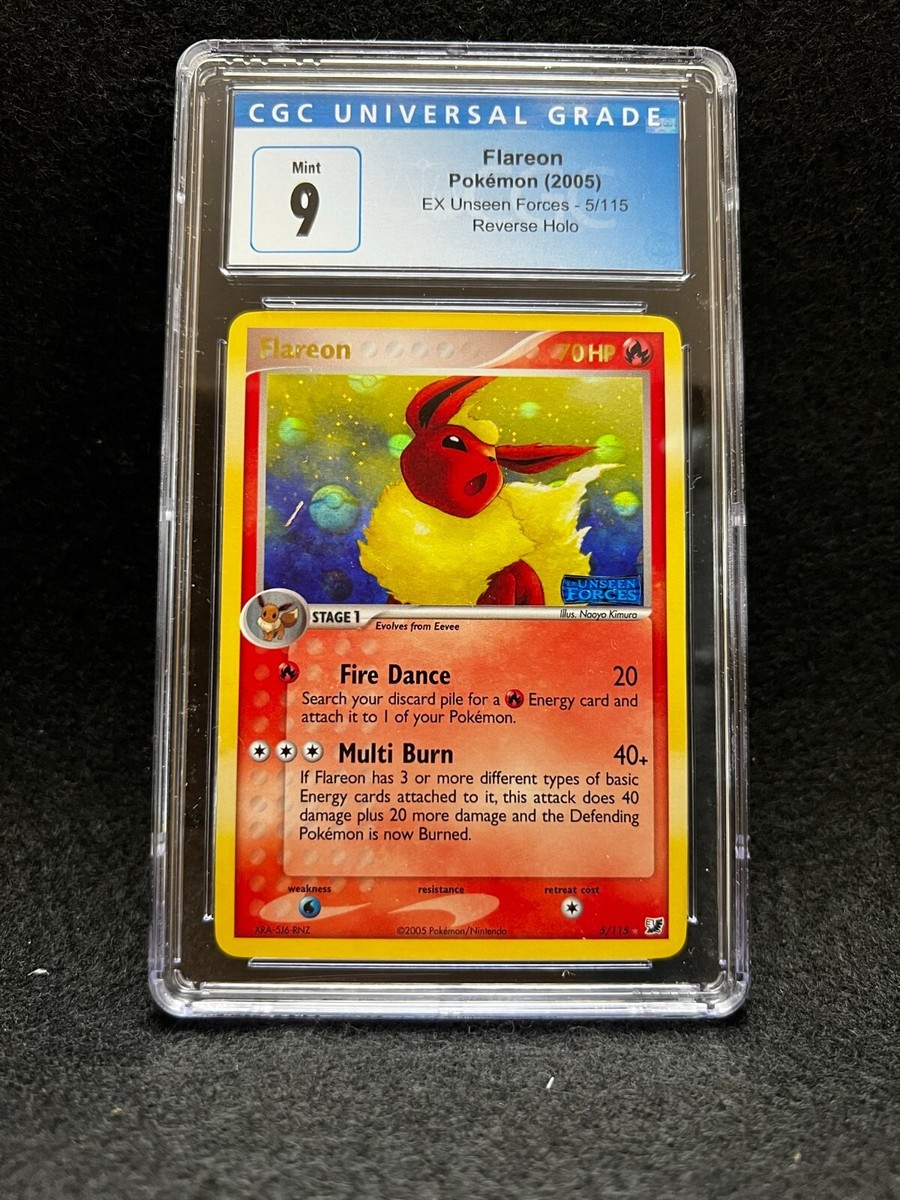 CGC UNIVERSAL GRADE
Mint
9
Flareon
Pokémon (2005)
EX Unseen Forces - 5/115
Reverse Holo
Flareon 70 HP
UNSEEN
FORCES
STAGE 1
Evolves from Eevee
Illus. Naoyo Kimura
Fire Dance 20
Search your discard pile for a Energy card and
attach it to 1 of your Pokémon.
Multi Burn 40+
If Flareon has 3 or more different types of basic
Energy cards attached to it, this attack does 40
damage plus 20 more damage and the Defending
Pokémon is now Burned.
weakness resistance retreat cost
XRA-5J6-RNZ ©2005 Pokémon/Nintendo 5/115